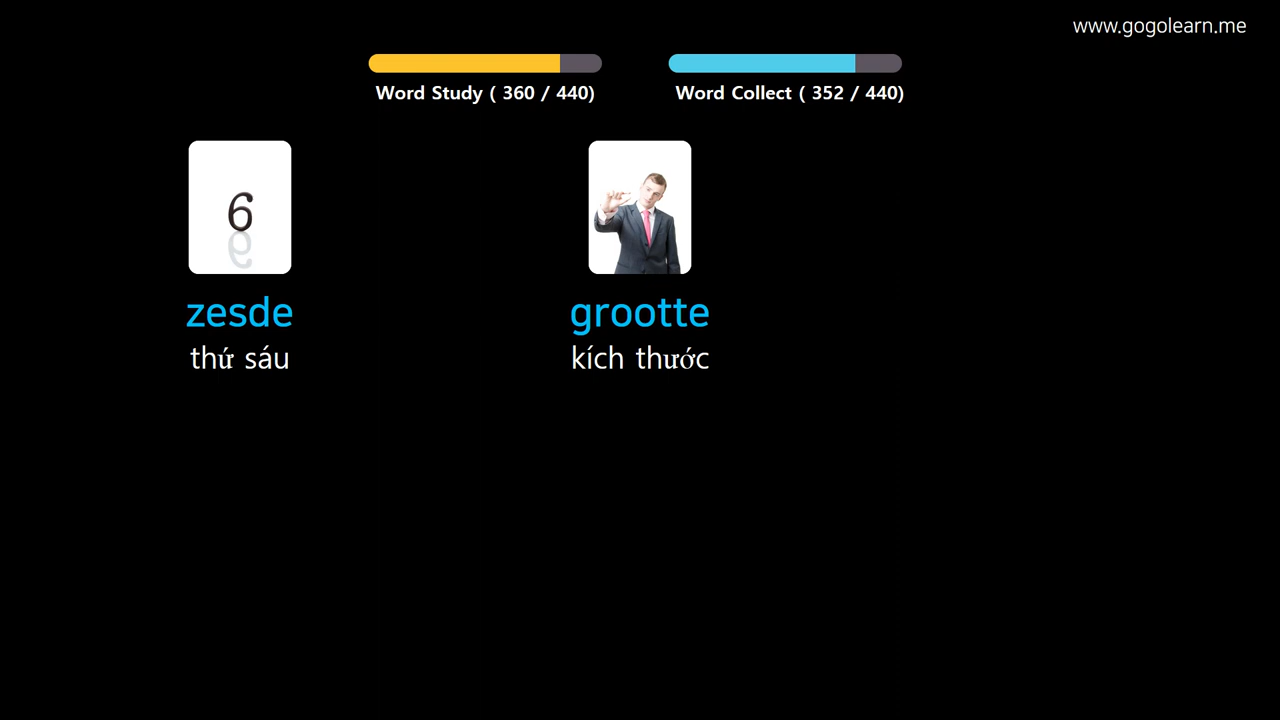 www.gogolearn.me
Word Study ( 360 / 440)
Word Collect ( 352 / 440)
6
zesde
grootte
thứ sáu
kích thước